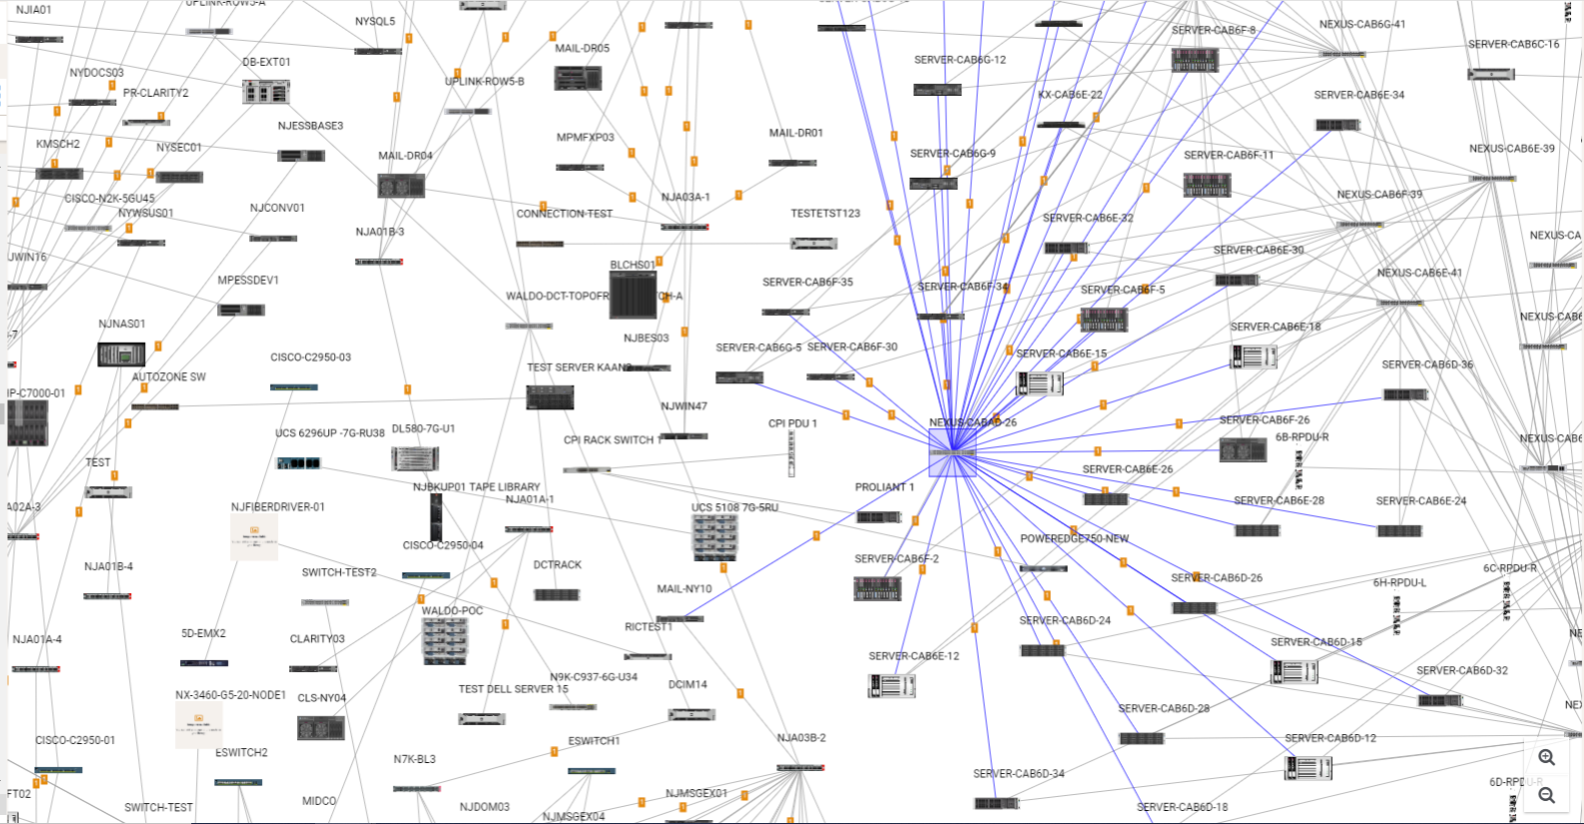 NJIA01
UPLINK-ROW5-A
NYSQL5
NEXUS-CAB6G-41
SERVER-CAB6F-8
SERVER-CAB6C-16
MAIL-DR05
DB-EXT01
SERVER-CAB6G-12
NYDOCS03
UPLINK-ROW5-B
PR-CLARITY2
KX-CAB6E-22
SERVER-CAB6E-34
NJESSBASE3
MPMFXP03
MAIL-DR01
KMSCH2
NYSEC01
MAIL-DR04
SERVER-CAB6G-9
SERVER-CAB6F-11
NEXUS-CAB6E-39
CISCO-N2K-5GU45
NYWSUS01
NJCONV01
NJA03A-1
NEXUS-CAB6F-39
CONNECTION-TEST
TESTETST123
SERVER-CAB6E-32
NJA01B-3
NEXUS-CA
JWIN16
BLCHS01
SERVER-CAB6E-30
MPESSDEV1
NEXUS-CAB6E-41
SERVER-CAB6F-35
SERVER-CAB6F-34
SERVER-CAB6F-5
WALDO-DCT-TOPOFR
CH-A
NJNAS01
NEXUS-CAB6
SERVER-CAB6E-18
-7
NJBES03
SERVER-CAB6G-5
SERVER-CAB6F-30
SERVER-CAB6E-15
CISCO-C2950-03
TEST SERVER KAAN
SERVER-CAB6D-36
AUTOZONE SW
IP-C7000-01
NJWIN47
CPI PDU 1
SERVER-CAB6F-26
UCS 6296UP -7G-RU38
DL580-7G-U1
CPI RACK SWITCH 1
6B-RPDU-R
NEXUS-CAB6
TEST
SERVER-CAB6E-26
NJBKUP01 TAPE LIBRARY
PROLIANT 1
A02A-3
NJFIBERDRIVER-01
NJA01A-1
UCS 5108 7G-5RU
SERVER-CAB6E-28
SERVER-CAB6E-24
CISCO-C2950-04
POWEREDGE750-NEW
NJA01B-4
SWITCH-TEST2
DCTRACK
SERVER-CAB6F-2
SERVER-CAB6D-26
6H-RPDU-L
6C-RPDU-R
MAIL-NY10
WALDO-POC
NJA01A-4
5D-EMX2
CLARITY03
RICTEST1
SERVER-CAB6D-24
NE
SERVER-CAB6D-15
SERVER-CAB6E-12
SERVER-CAB6D-32
NX-3460-G5-20-NODE1
CLS-NY04
TEST DELL SERVER 15
N9K-C937-6G-U34
DCIM14
NEX
SERVER-CAB6D-28
CISCO-C2950-01
ESWITCH2
ESWITCH1
NJA03B-2
SERVER-CAB6D-12
N7K-BL3
SERVER-CAB6D-34
FT02
SWITCH-TEST
MIDCO
NJDOM03
NJMSGEX01
NJMSGEX04
SERVER-CAB6D-18